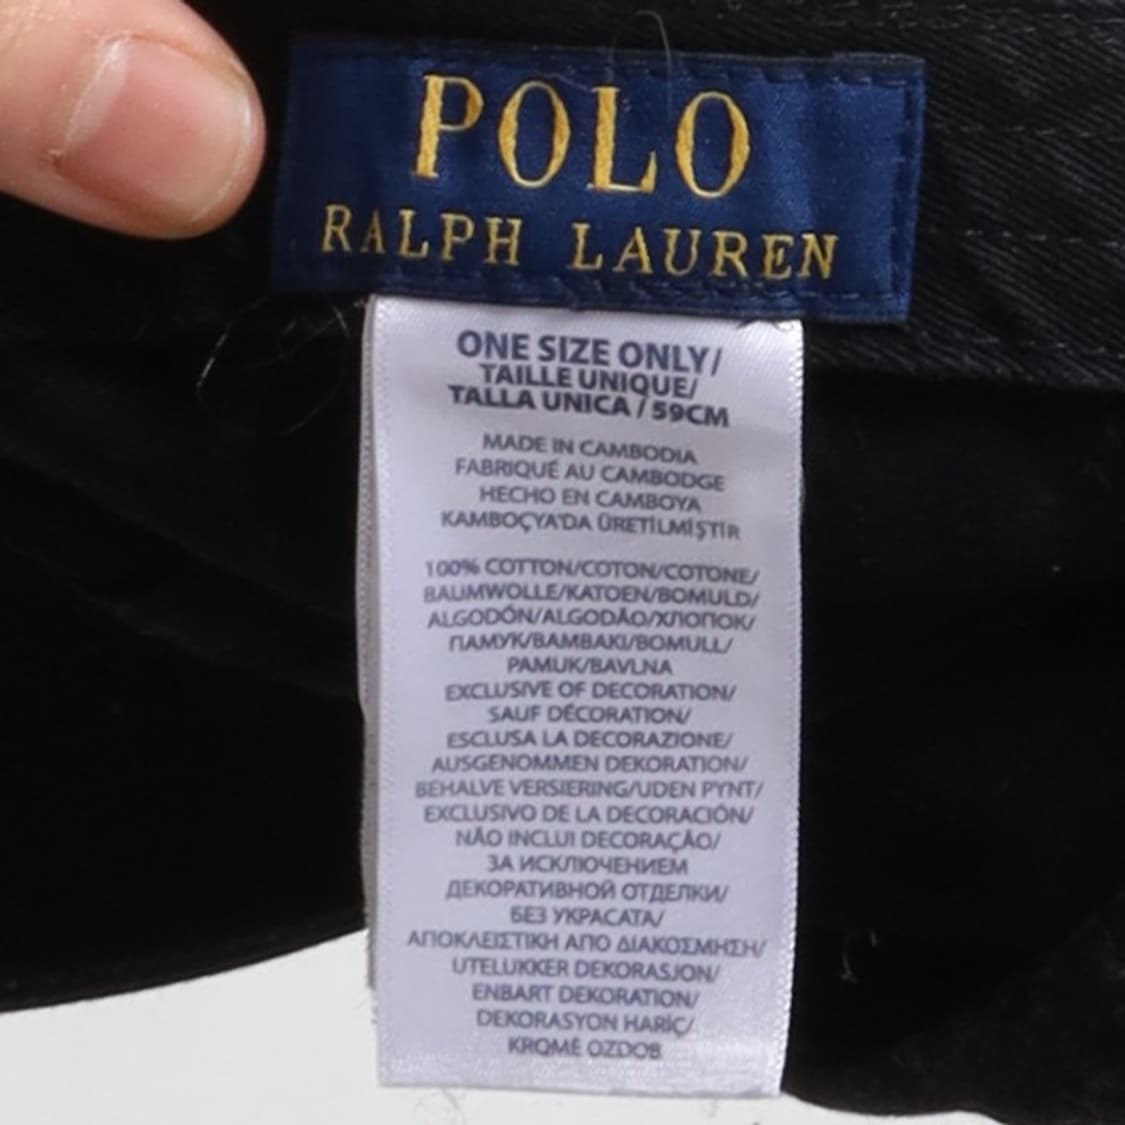 POLO
RALPH LAUREN
ONE SIZE ONLY/
TAILLE UNIQUE/
TALLA UNICA / 59CM
MADE IN CAMBODIA
FABRIQUÉ AU CAMBODGE
HECHO EN CAMBOYA
KAMBOÇYA'DA ÜRETİLMİŞTİR
100% COTTON/COTON/COTONE/
BAUMWOLLE/KATOEN/BOMULD/
ALGODÓN/ALGODÃO/ХЛОПОК/
ПАМУК/BAMBAKI/BOMULL/
PAMUK/BAVLNA
EXCLUSIVE OF DECORATION/
SAUF DÉCORATION/
ESCLUSA LA DECORAZIONE/
AUSGENOMMEN DEKORATION/
BEHALVE VERSIERING/UDEN PYNT/
EXCLUSIVO DE LA DECORACIÓN/
NÃO INCLUI DECORAÇÃO/
ЗА ИСКЛЮЧЕНИЕМ
ДЕКОРАТИВНОЙ ОТДЕЛКИ/
БЕЗ УКРАСАТА/
ΑΠΟΚΛΕΙΣΤΙΚΗ ΑΠΟ ΔΙΑΚΟΣΜΗΣΗ/
UTELUKKER DEKORASJON/
ENBART DEKORATION/
DEKORASYON HARİÇ/
KROMĚ OZDOB